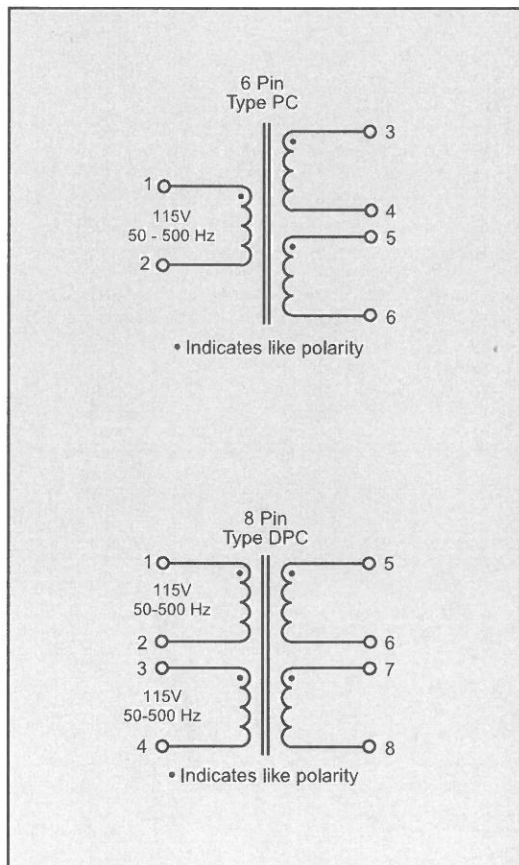 6 Pin
Type PC
1
115V
50 - 500 Hz
2
3
4
5
6
• Indicates like polarity
8 Pin
Type DPC
1
115V
50-500 Hz
2
3
115V
50-500 Hz
4
5
6
7
8
• Indicates like polarity